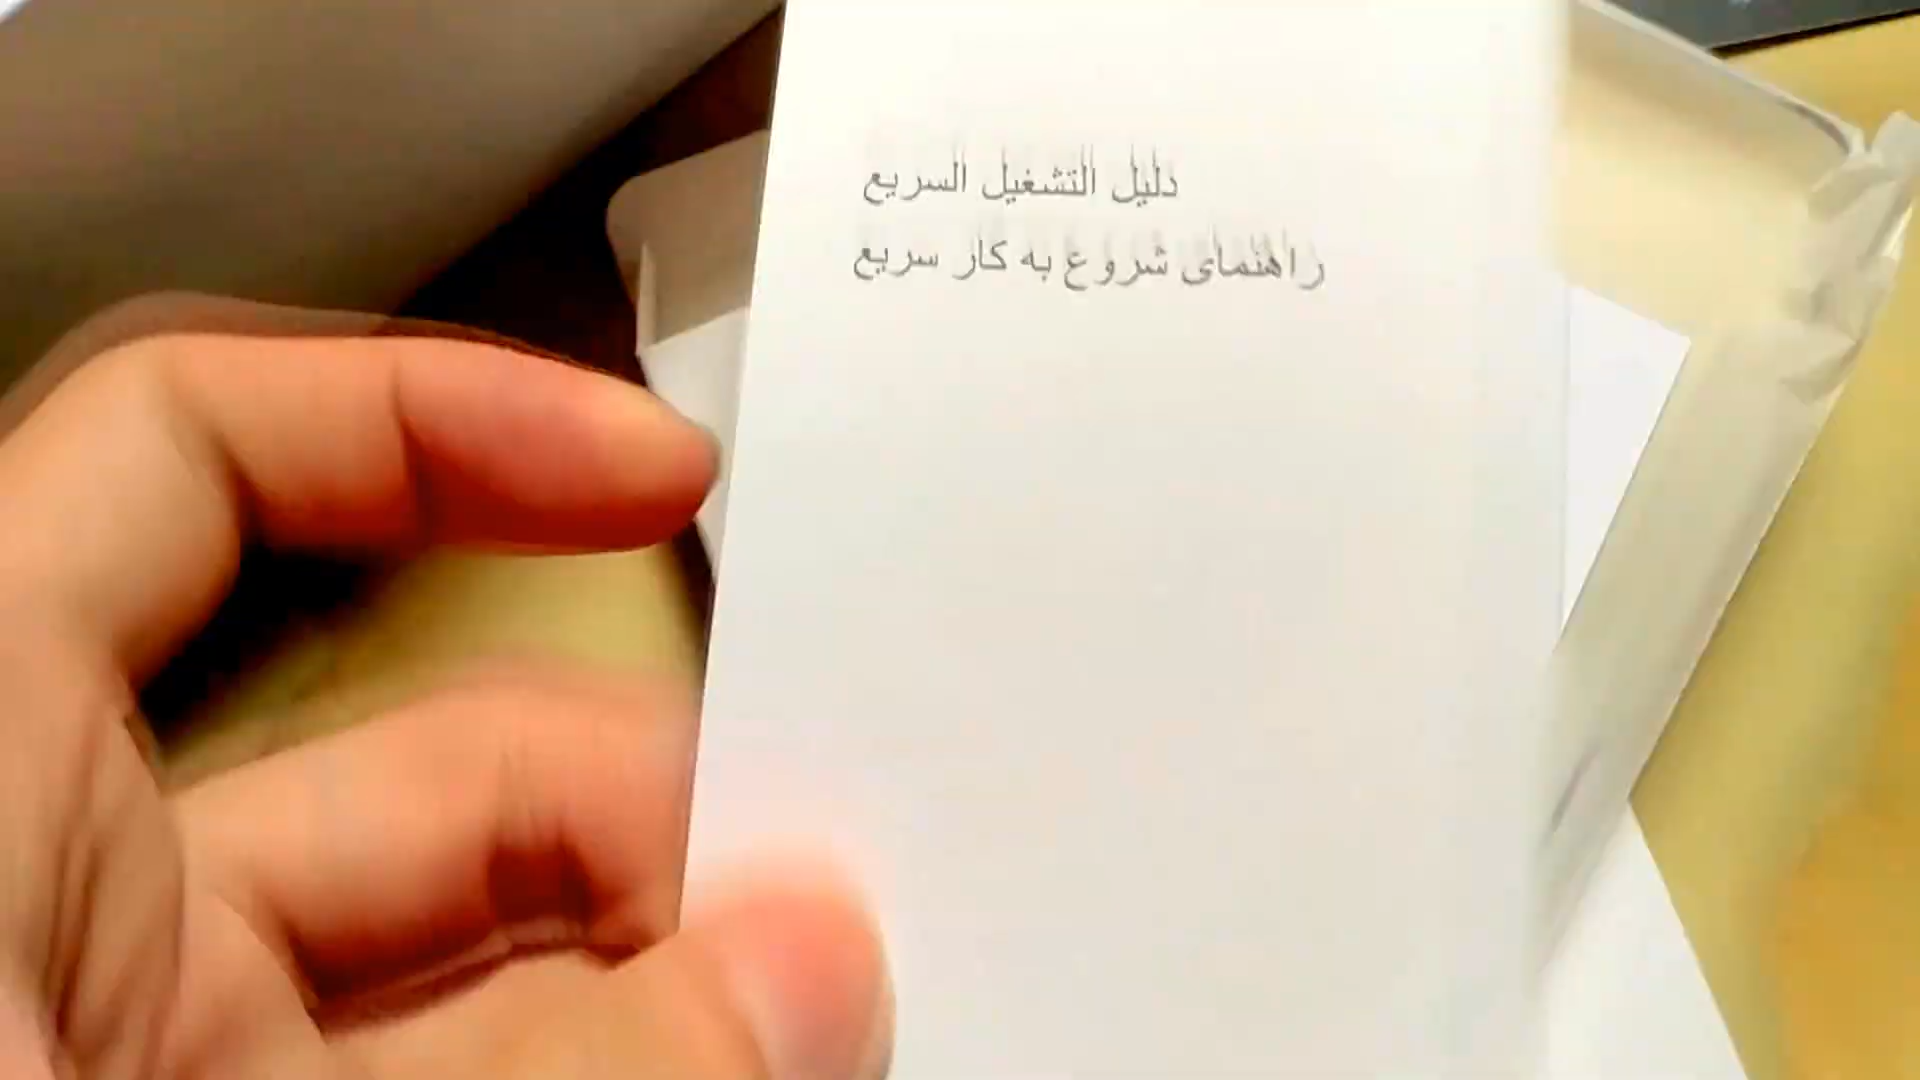 دليل التشغيل السريع
راهنمای شروع به کار سریع